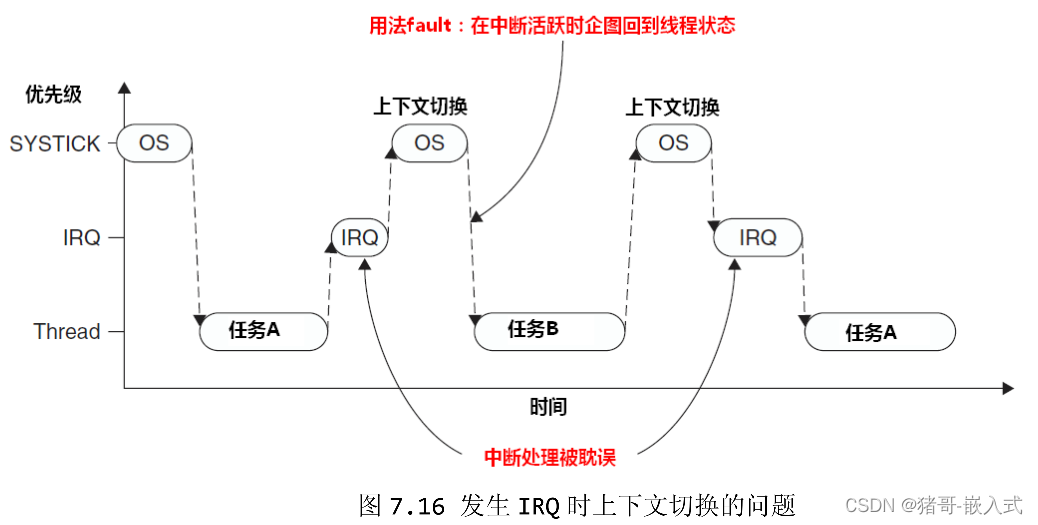 用法fault：在中断活跃时企图回到线程状态
优先级
上下文切换
上下文切换
SYSTICK
OS
OS
OS
IRQ
IRQ
IRQ
Thread
任务A
任务B
任务A
时间
中断处理被耽误
图 7.16 发生 IRQ 时上下文切换的问题
CSDN @猪哥-嵌入式